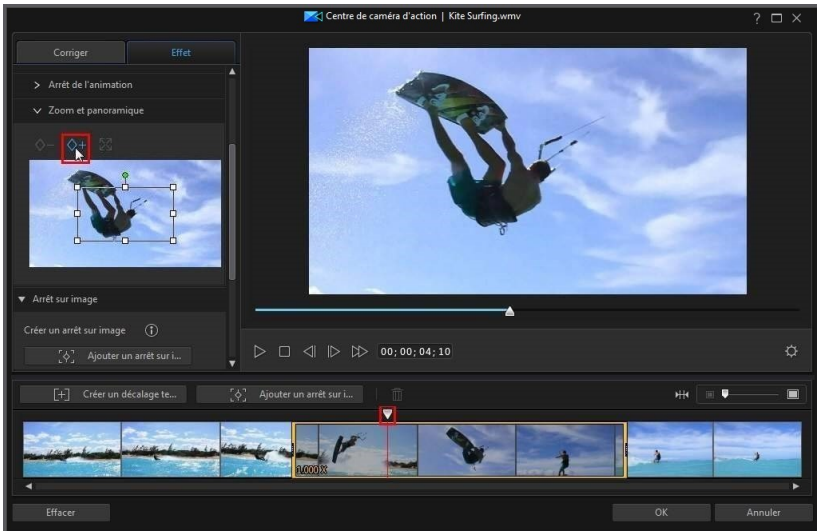 Centre de caméra d'action | Kite Surfing.wmv
Corriger Effet
Arrêt de l'animation
Zoom et panoramique
Arrêt sur image
Créer un arrêt sur image
Ajouter un arrêt sur i...
00; 00; 04; 10
Créer un décalage te... Ajouter un arrêt sur i...
1.000 X
Effacer OK Annuler